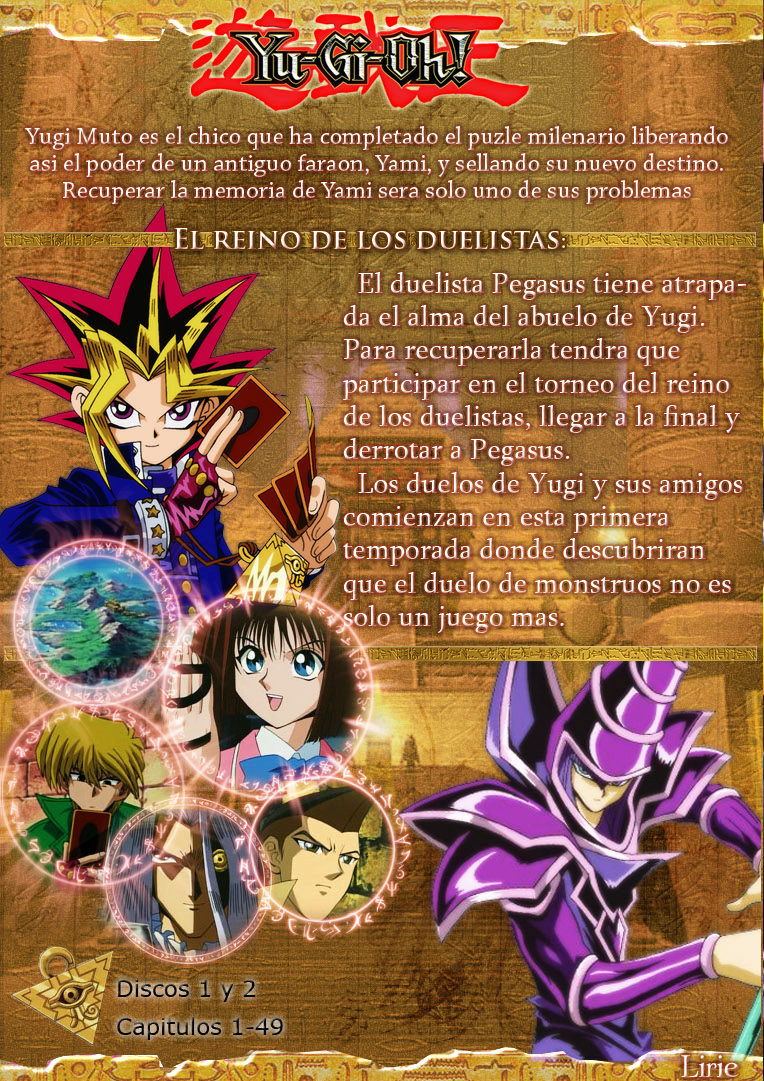 遊戯王
Yu-Gi-Oh!
Yugi Muto es el chico que ha completado el puzle milenario liberando
asi el poder de un antiguo faraon, Yami, y sellando su nuevo destino.
Recuperar la memoria de Yami sera solo uno de sus problemas
El reino de los duelistas:
El duelista Pegasus tiene atrapa-
da el alma del abuelo de Yugi.
Para recuperarla tendra que
participar en el torneo del reino
de los duelistas, llegar a la final y
derrotar a Pegasus.
Los duelos de Yugi y sus amigos
comienzan en esta primera
temporada donde descubriran
que el duelo de monstruos no es
solo un juego mas.
Discos 1 y 2
Capitulos 1-49
Lirie